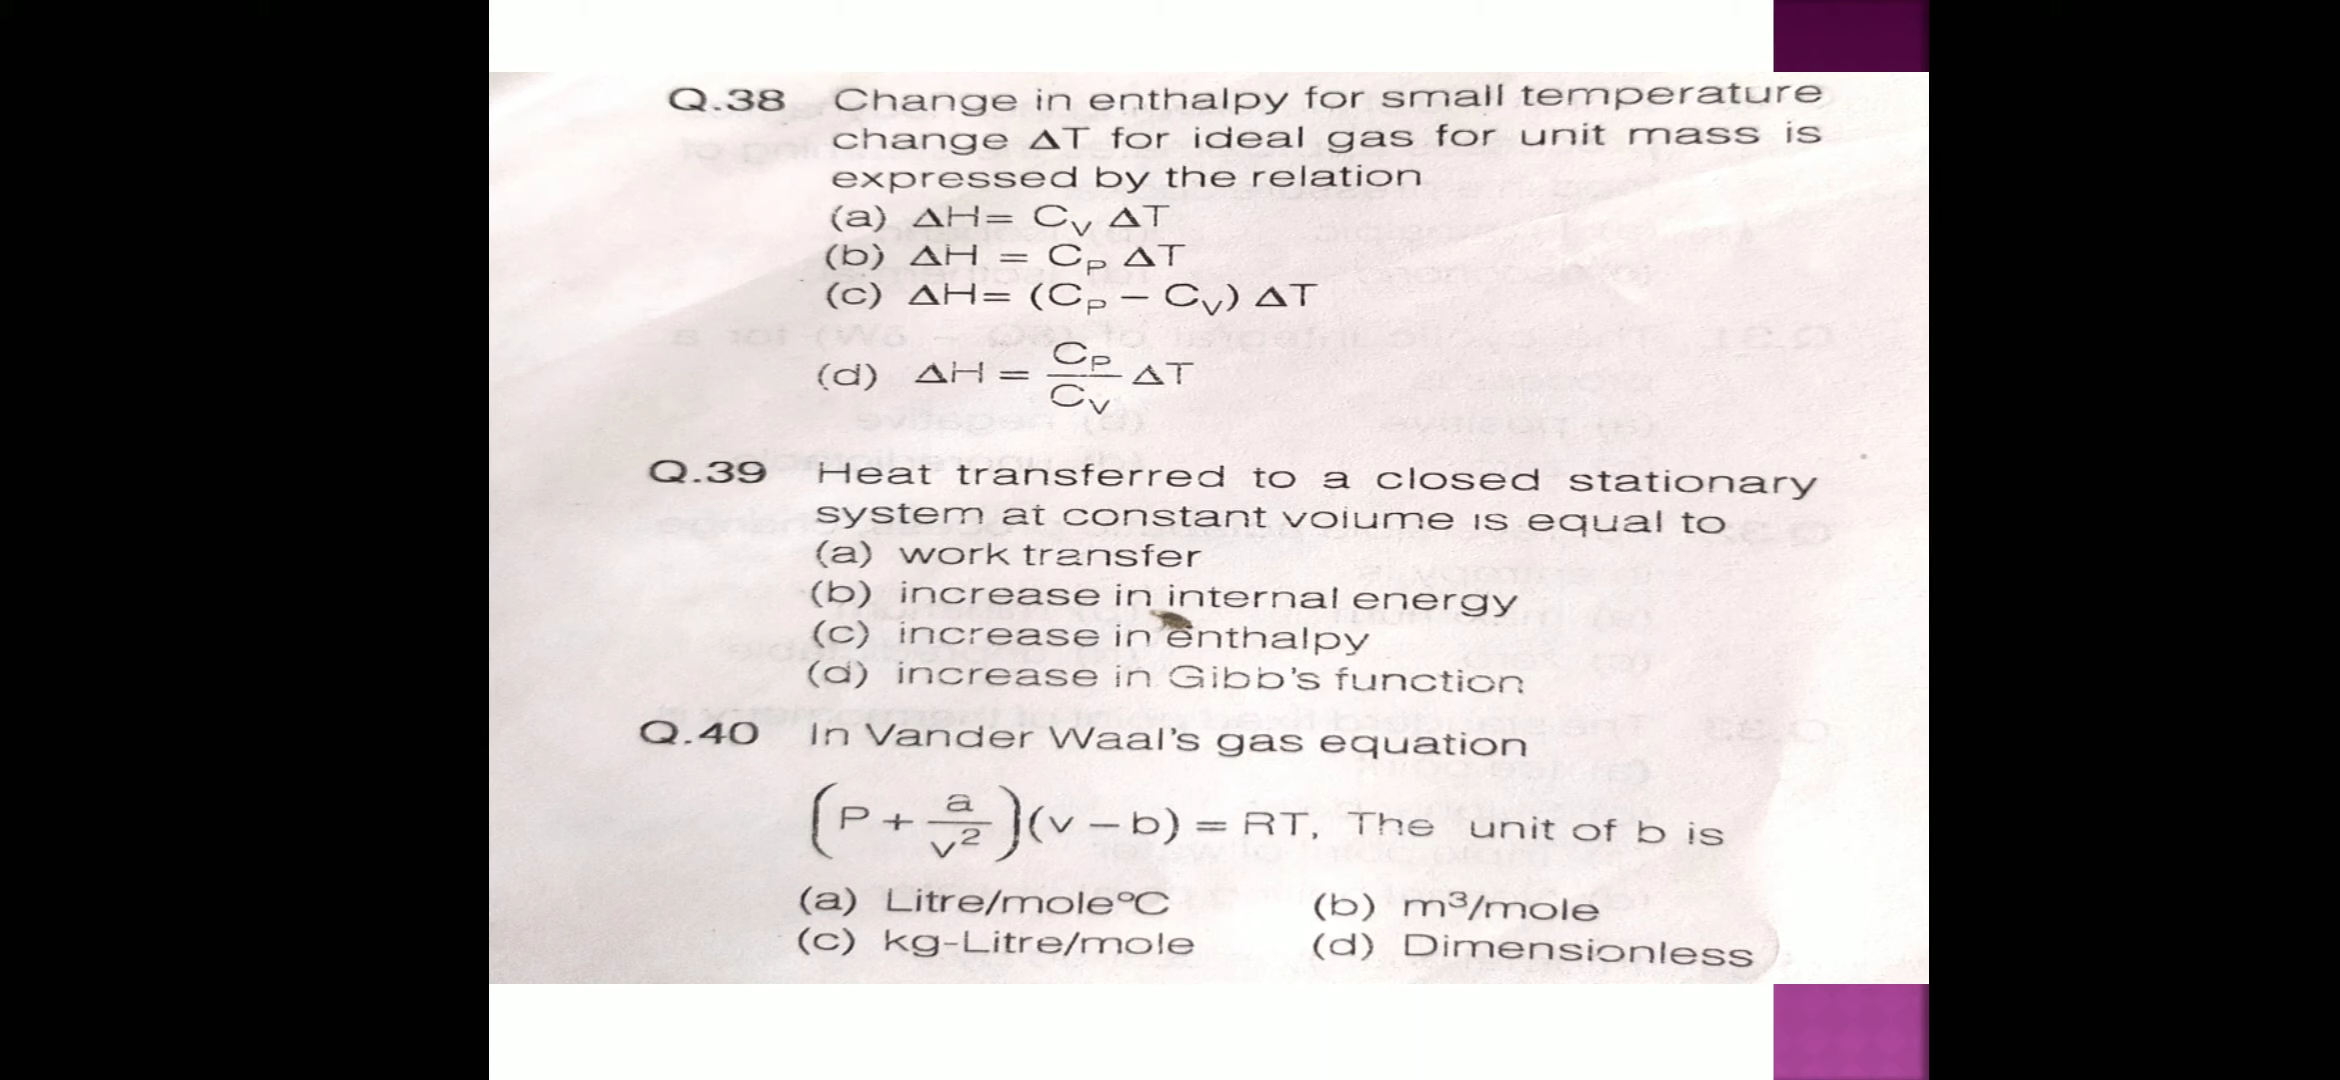 Q.38 Change in enthalpy for small temperature
change ΔT for ideal gas for unit mass is
expressed by the relation
(a) ΔH= C_V ΔT
(b) ΔH = C_P ΔT
(c) ΔH= (C_P – C_V) ΔT
(d) ΔH = C_P/C_V ΔT
Q.39 Heat transferred to a closed stationary
system at constant volume is equal to
(a) work transfer
(b) increase in internal energy
(c) increase in enthalpy
(d) increase in Gibb's function
Q.40 In Vander Waal's gas equation
(P + a/v²)(v – b) = RT, The unit of b is
(a) Litre/mole°C (b) m³/mole
(c) kg-Litre/mole (d) Dimensionless